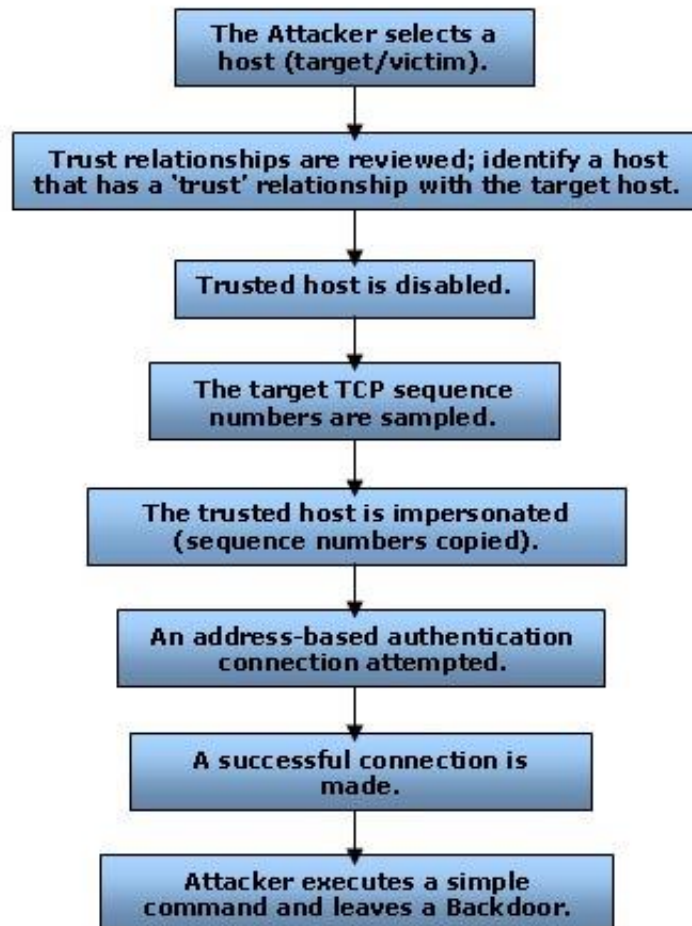 The Attacker selects a
host (target/victim).
Trust relationships are reviewed; identify a host
that has a 'trust' relationship with the target host.
Trusted host is disabled.
The target TCP sequence
numbers are sampled.
The trusted host is impersonated
(sequence numbers copied).
An address-based authentication
connection attempted.
A successful connection is
made.
Attacker executes a simple
command and leaves a Backdoor.